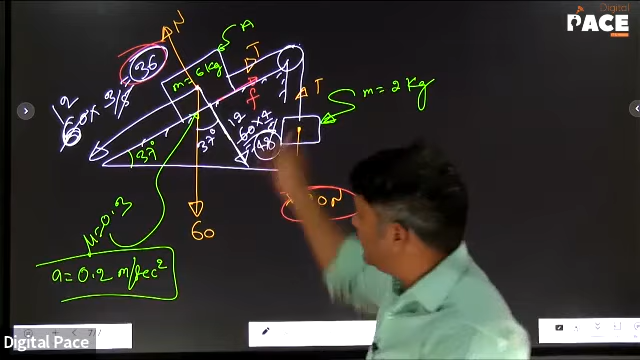 Digital
PACE
N
A
36
T
m = 6 kg
f
T
m = 2 kg
12
60 × 3/5
12
60 × 4
48
37°
37°
60
μ = 0.3
a = 0.2 m/sec²
Digital Pace